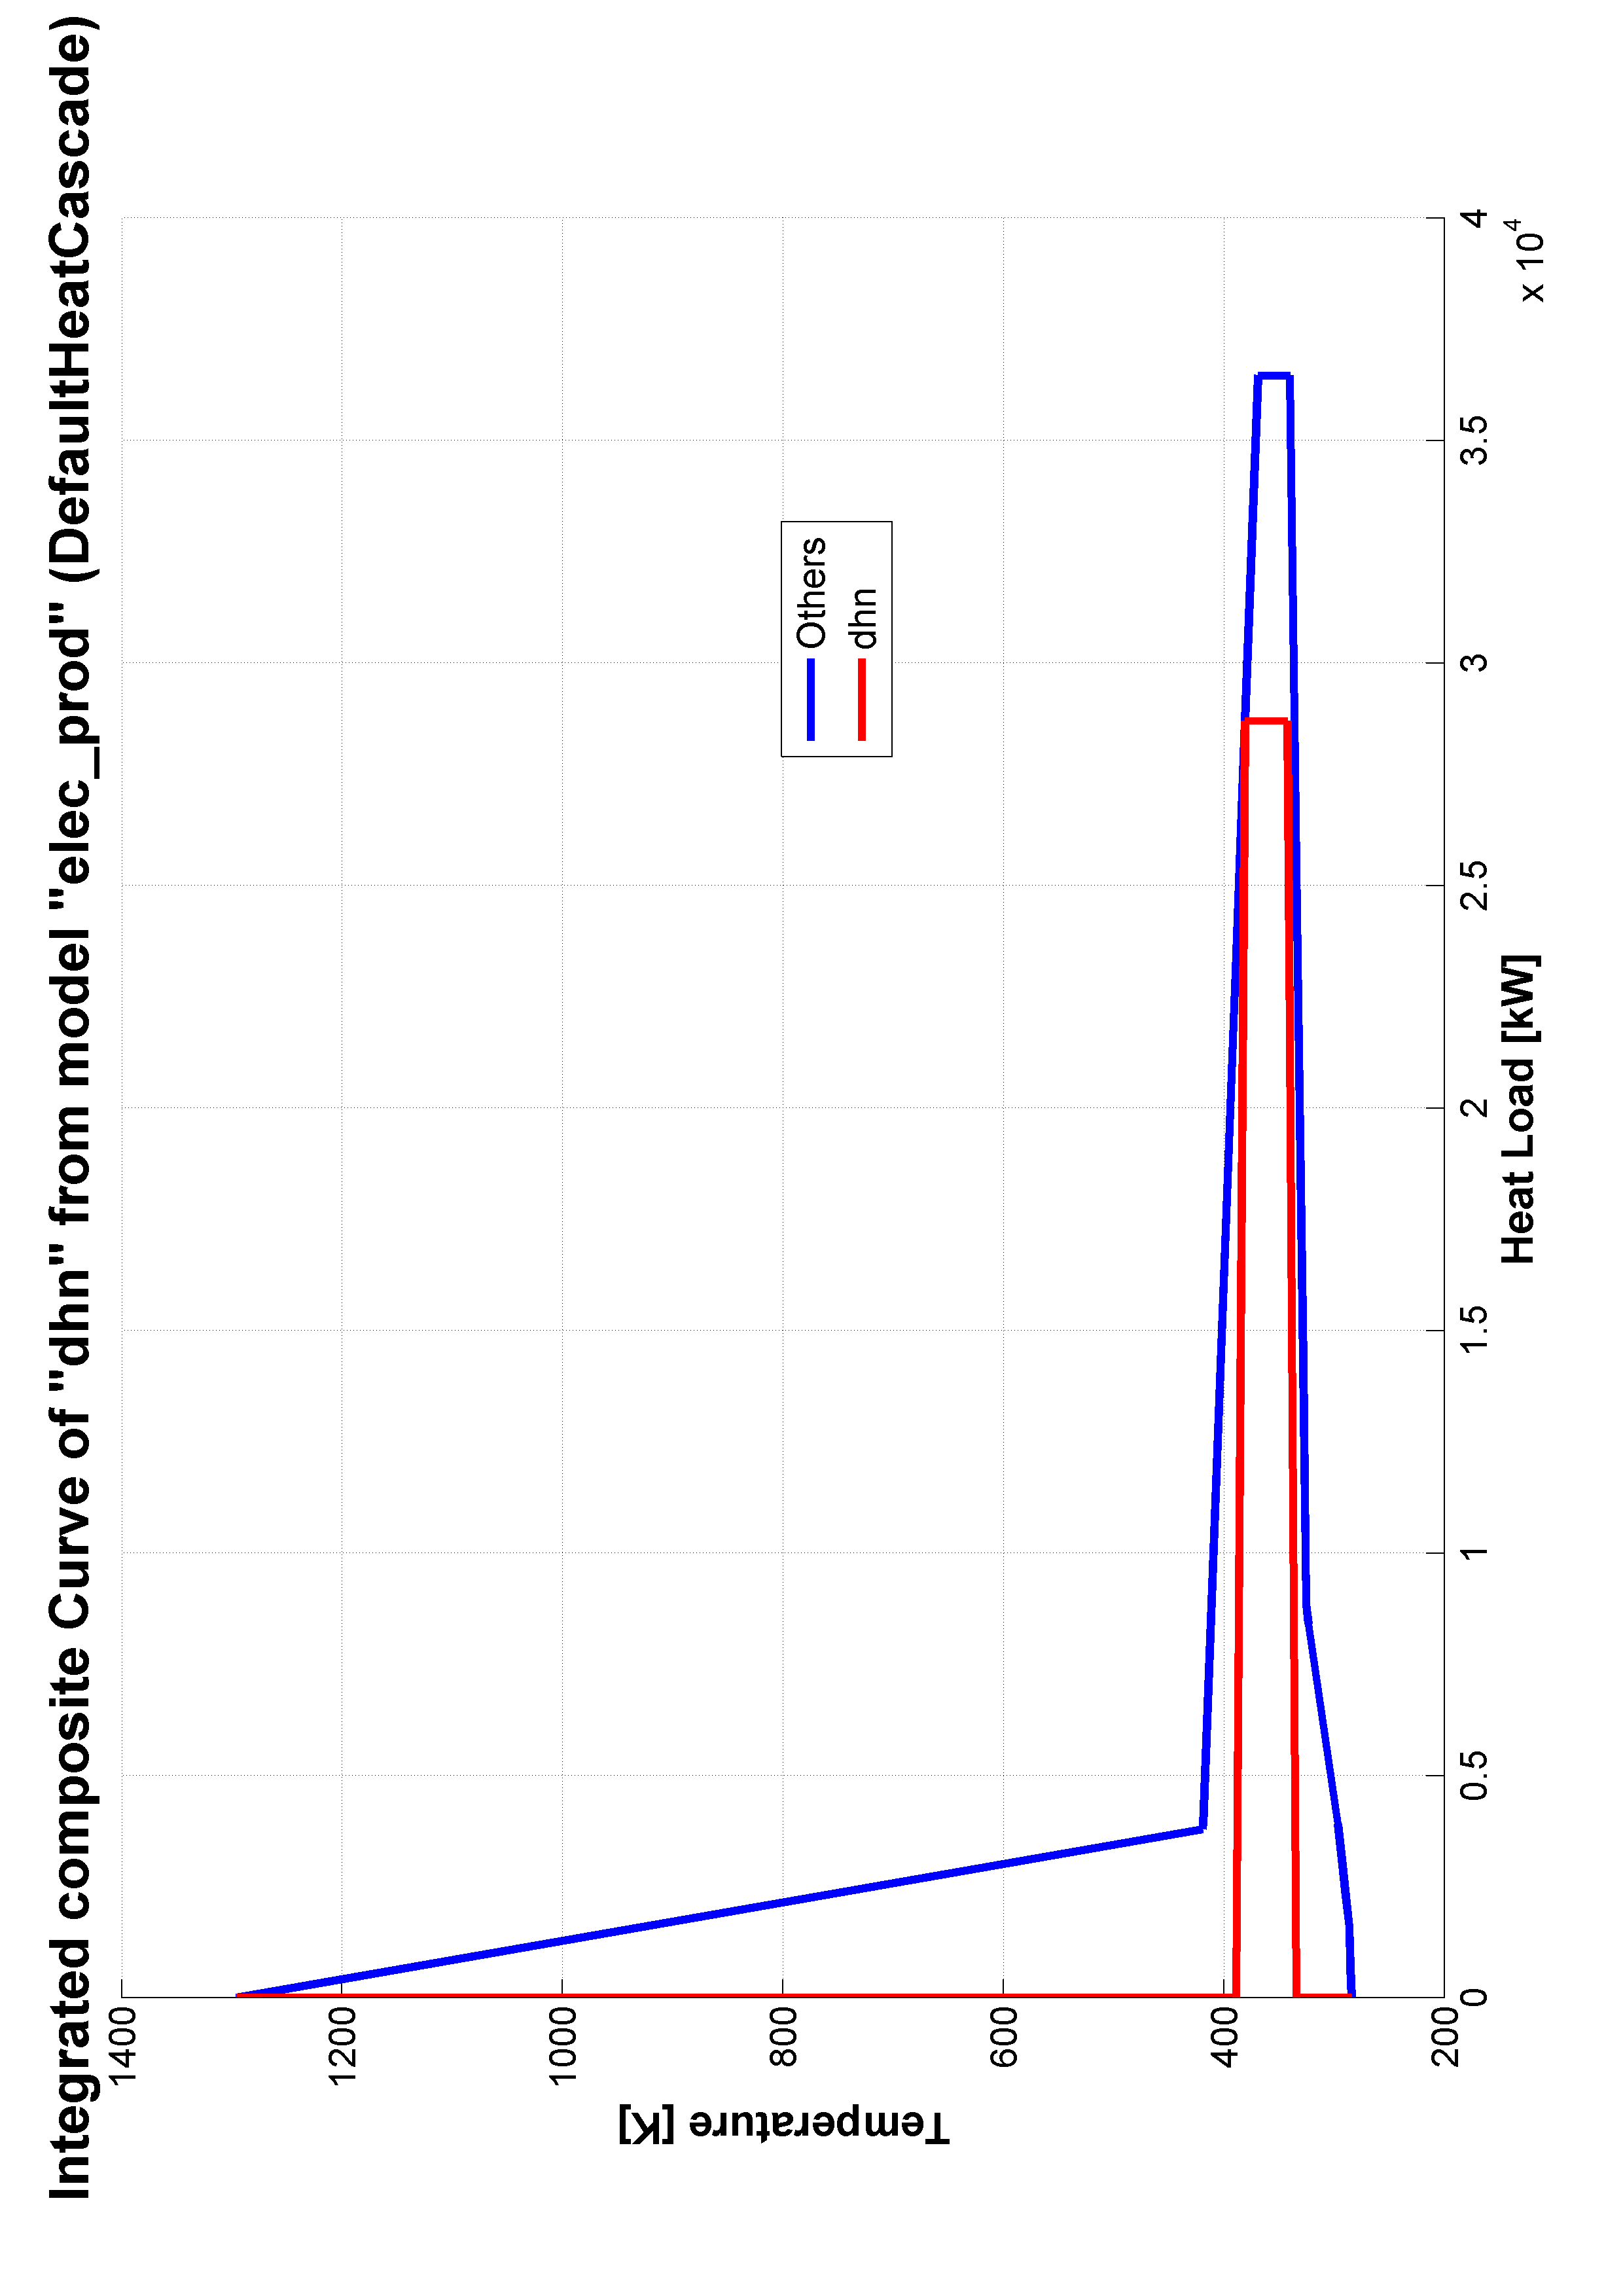 Integrated composite Curve of "dhn" from model "elec_prod" (DefaultHeatCascade)
1400
1200
1000
800
600
400
200
Temperature [K]
Others
dhn
0
0.5
1
1.5
2
2.5
3
3.5
4
x 10^4
Heat Load [kW]